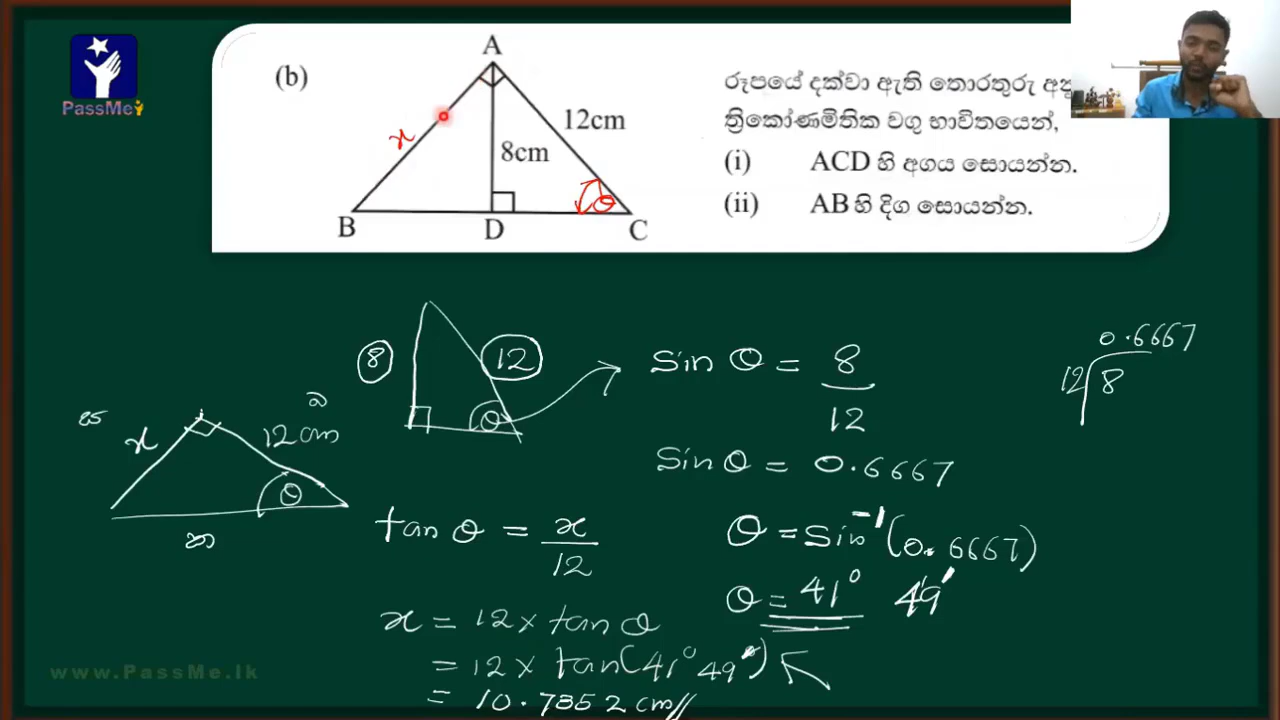 PassMe
(b)
A
12cm
x
8cm
θ
B
D
C
රූපයේ දක්වා ඇති තොරතුරු
ත්‍රිකෝණමිතික වගු භාවිතයෙන්,
(i) ACD හි අගය සොයන්න.
(ii) AB හි දිග සොයන්න.
8
12
θ
Sin θ = 8/12
0.6667
12 8
x
12cm
θ
Sin θ = 0.6667
tan θ = x/12
θ = Sin⁻¹(0.6667)
θ = 41° 49'
x = 12 × tan θ
= 12 × tan(41° 49')
= 10.7352 cm//
www.PassMe.lk